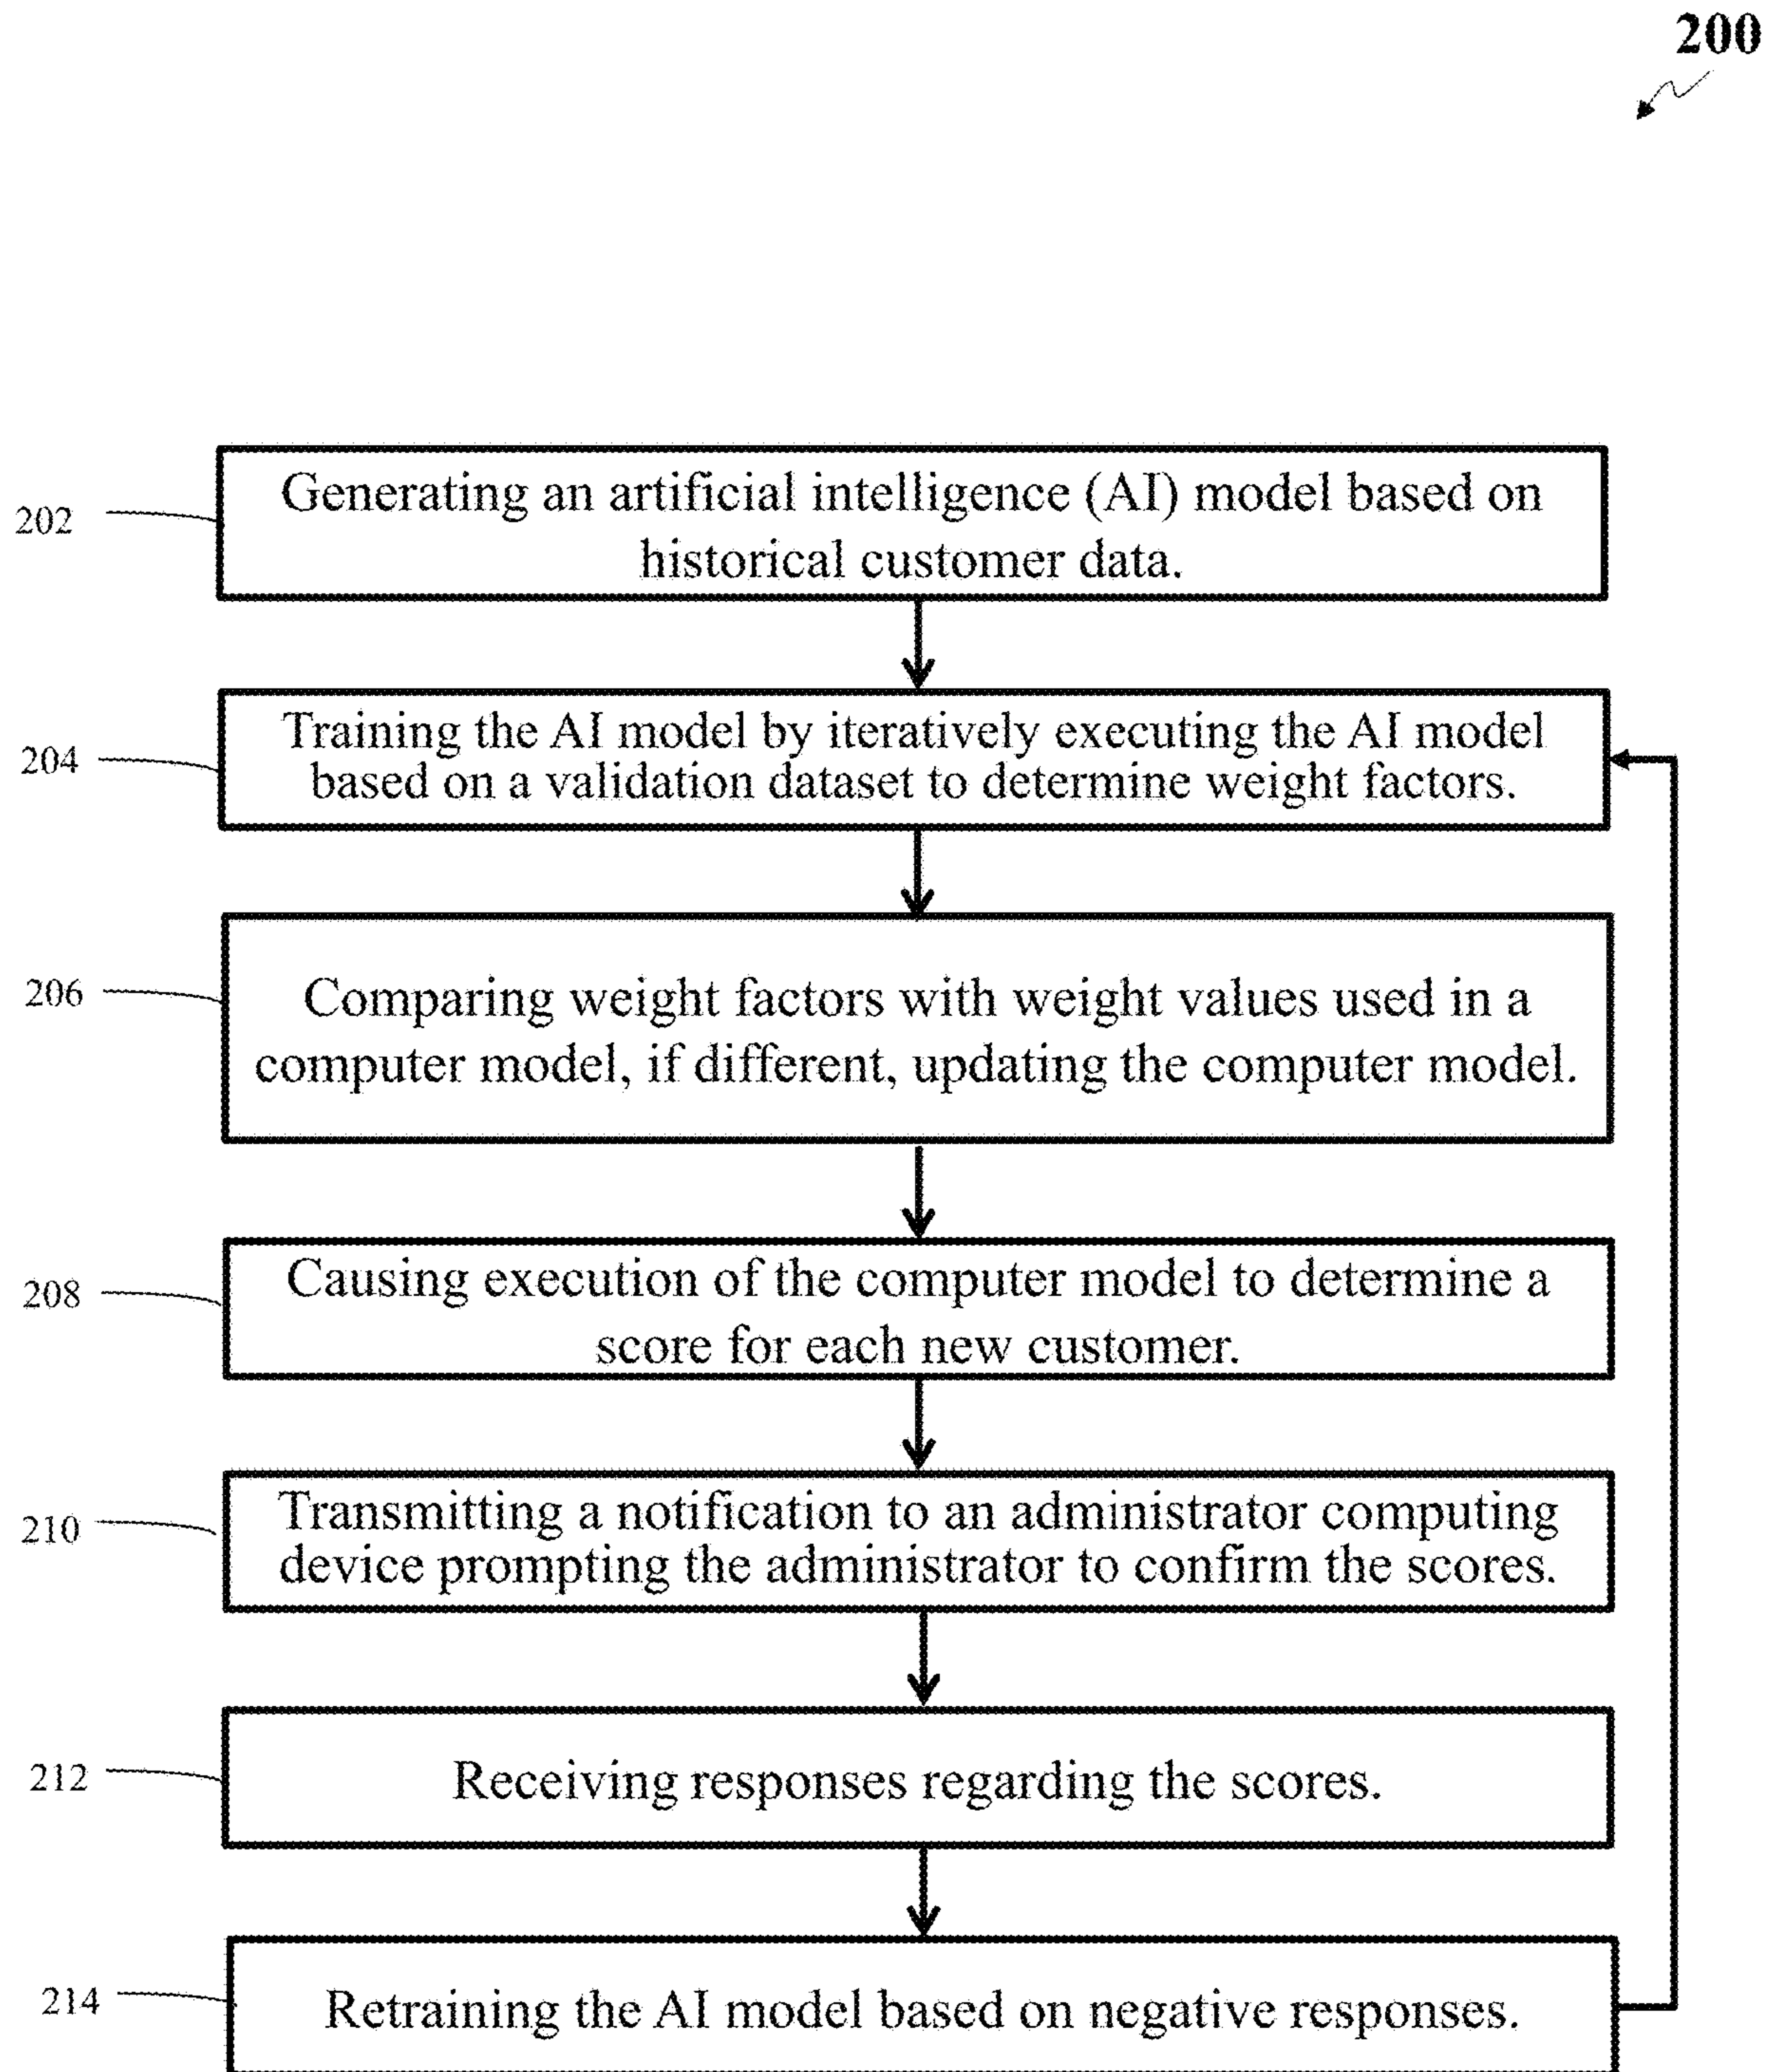 200
202
Generating an artificial intelligence (AI) model based on
historical customer data.
204
Training the AI model by iteratively executing the AI model
based on a validation dataset to determine weight factors.
206
Comparing weight factors with weight values used in a
computer model, if different, updating the computer model.
208
Causing execution of the computer model to determine a
score for each new customer.
210
Transmitting a notification to an administrator computing
device prompting the administrator to confirm the scores.
212
Receiving responses regarding the scores.
214
Retraining the AI model based on negative responses.